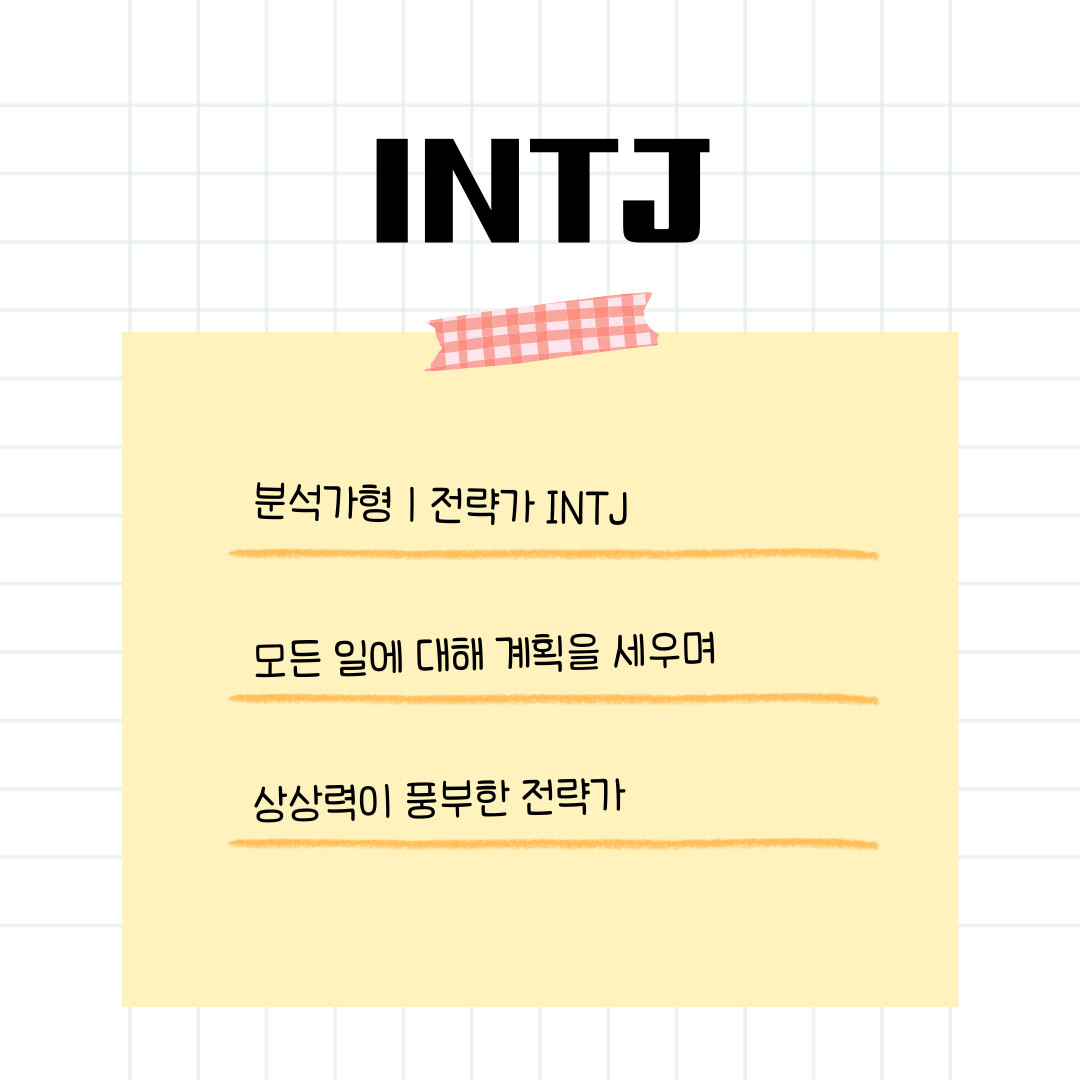 INTJ
분석가형 | 전략가 INTJ
모든 일에 대해 계획을 세우며
상상력이 풍부한 전략가